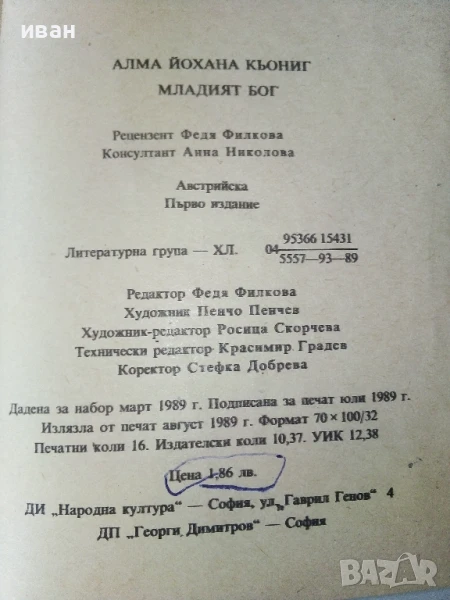 иван
АЛМА ЙОХАНА КЬОНИГ
МЛАДИЯТ БОГ
Рецензент Федя Филкова
Консултант Анна Николова
Австрийска
Първо издание
Литературна група — ХЛ. 04 95366 15431
5557—93—89
Редактор Федя Филкова
Художник Пенчо Пенчев
Художник-редактор Росица Скорчева
Технически редактор Красимир Градев
Коректор Стефка Добрева
Дадена за набор март 1989 г. Подписана за печат юли 1989 г.
Излязла от печат август 1989 г. Формат 70×100/32
Печатни коли 16. Издателски коли 10,37. УИК 12,38
Цена 1,86 лв.
ДИ „Народна култура" — София, ул. „Гаврил Генов" 4
ДП „Георги Димитров" — София
BAZAR